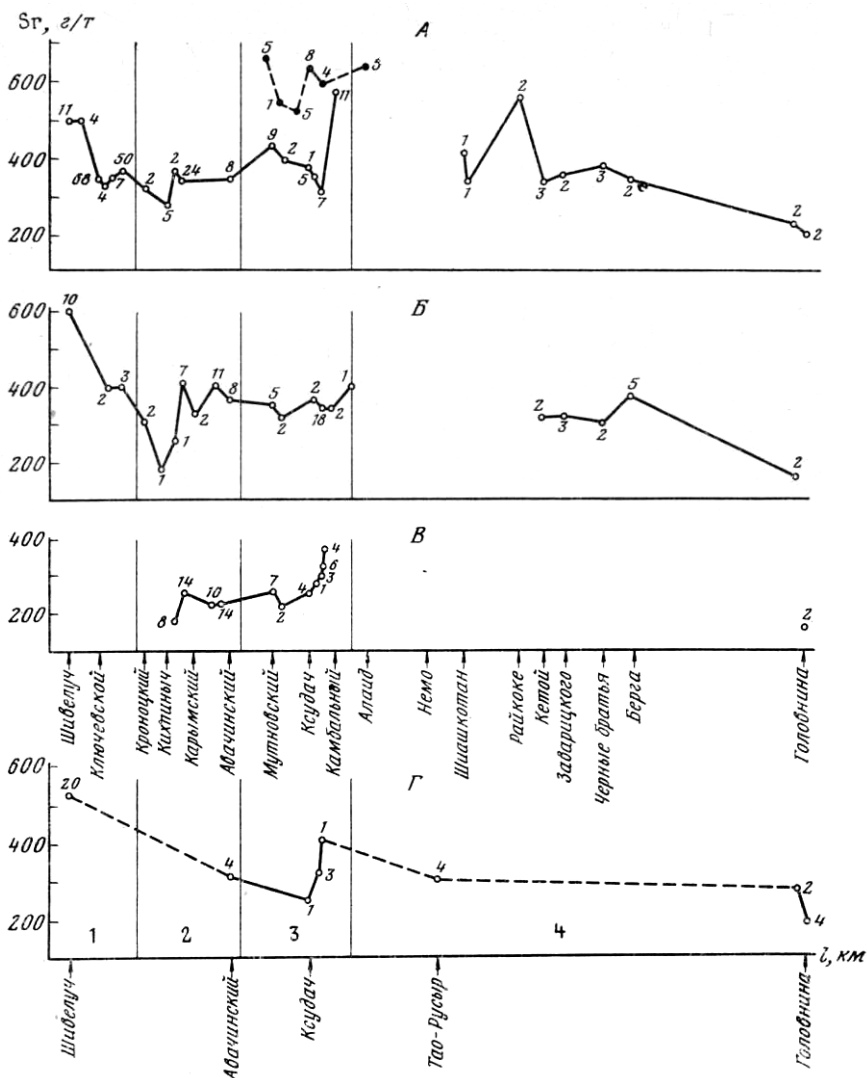 Sr, г/т
А
600
400
200
11 4 88 4 7 50 2 5 2 24 8 9 2 1 5 7 11
5 1 5 8 4 3
1 1 2 3 2 3 2 2 2
Б
600
400
200
10 2 3 2 1 1 7 2 11 8 5 2 2 18 2 1
2 3 2 5 2
В
400
200
8 14 10 14 7 2 4 1 3 6 4
2
Шивелуч
Ключевской
Кроноцкий
Кихпиныч
Карымский
Авачинский
Мутновский
Ксудач
Камбальный
Алаид
Немо
Шиашкотан
Райкоке
Кетой
Заварицкого
Черные братья
Берга
Головнина
Г
600
400
200
20 4 1 3 1 4 2 4
1 2 3 4
l, км
Шивелуч
Авачинский
Ксудач
Тао-Русыр
Головнина